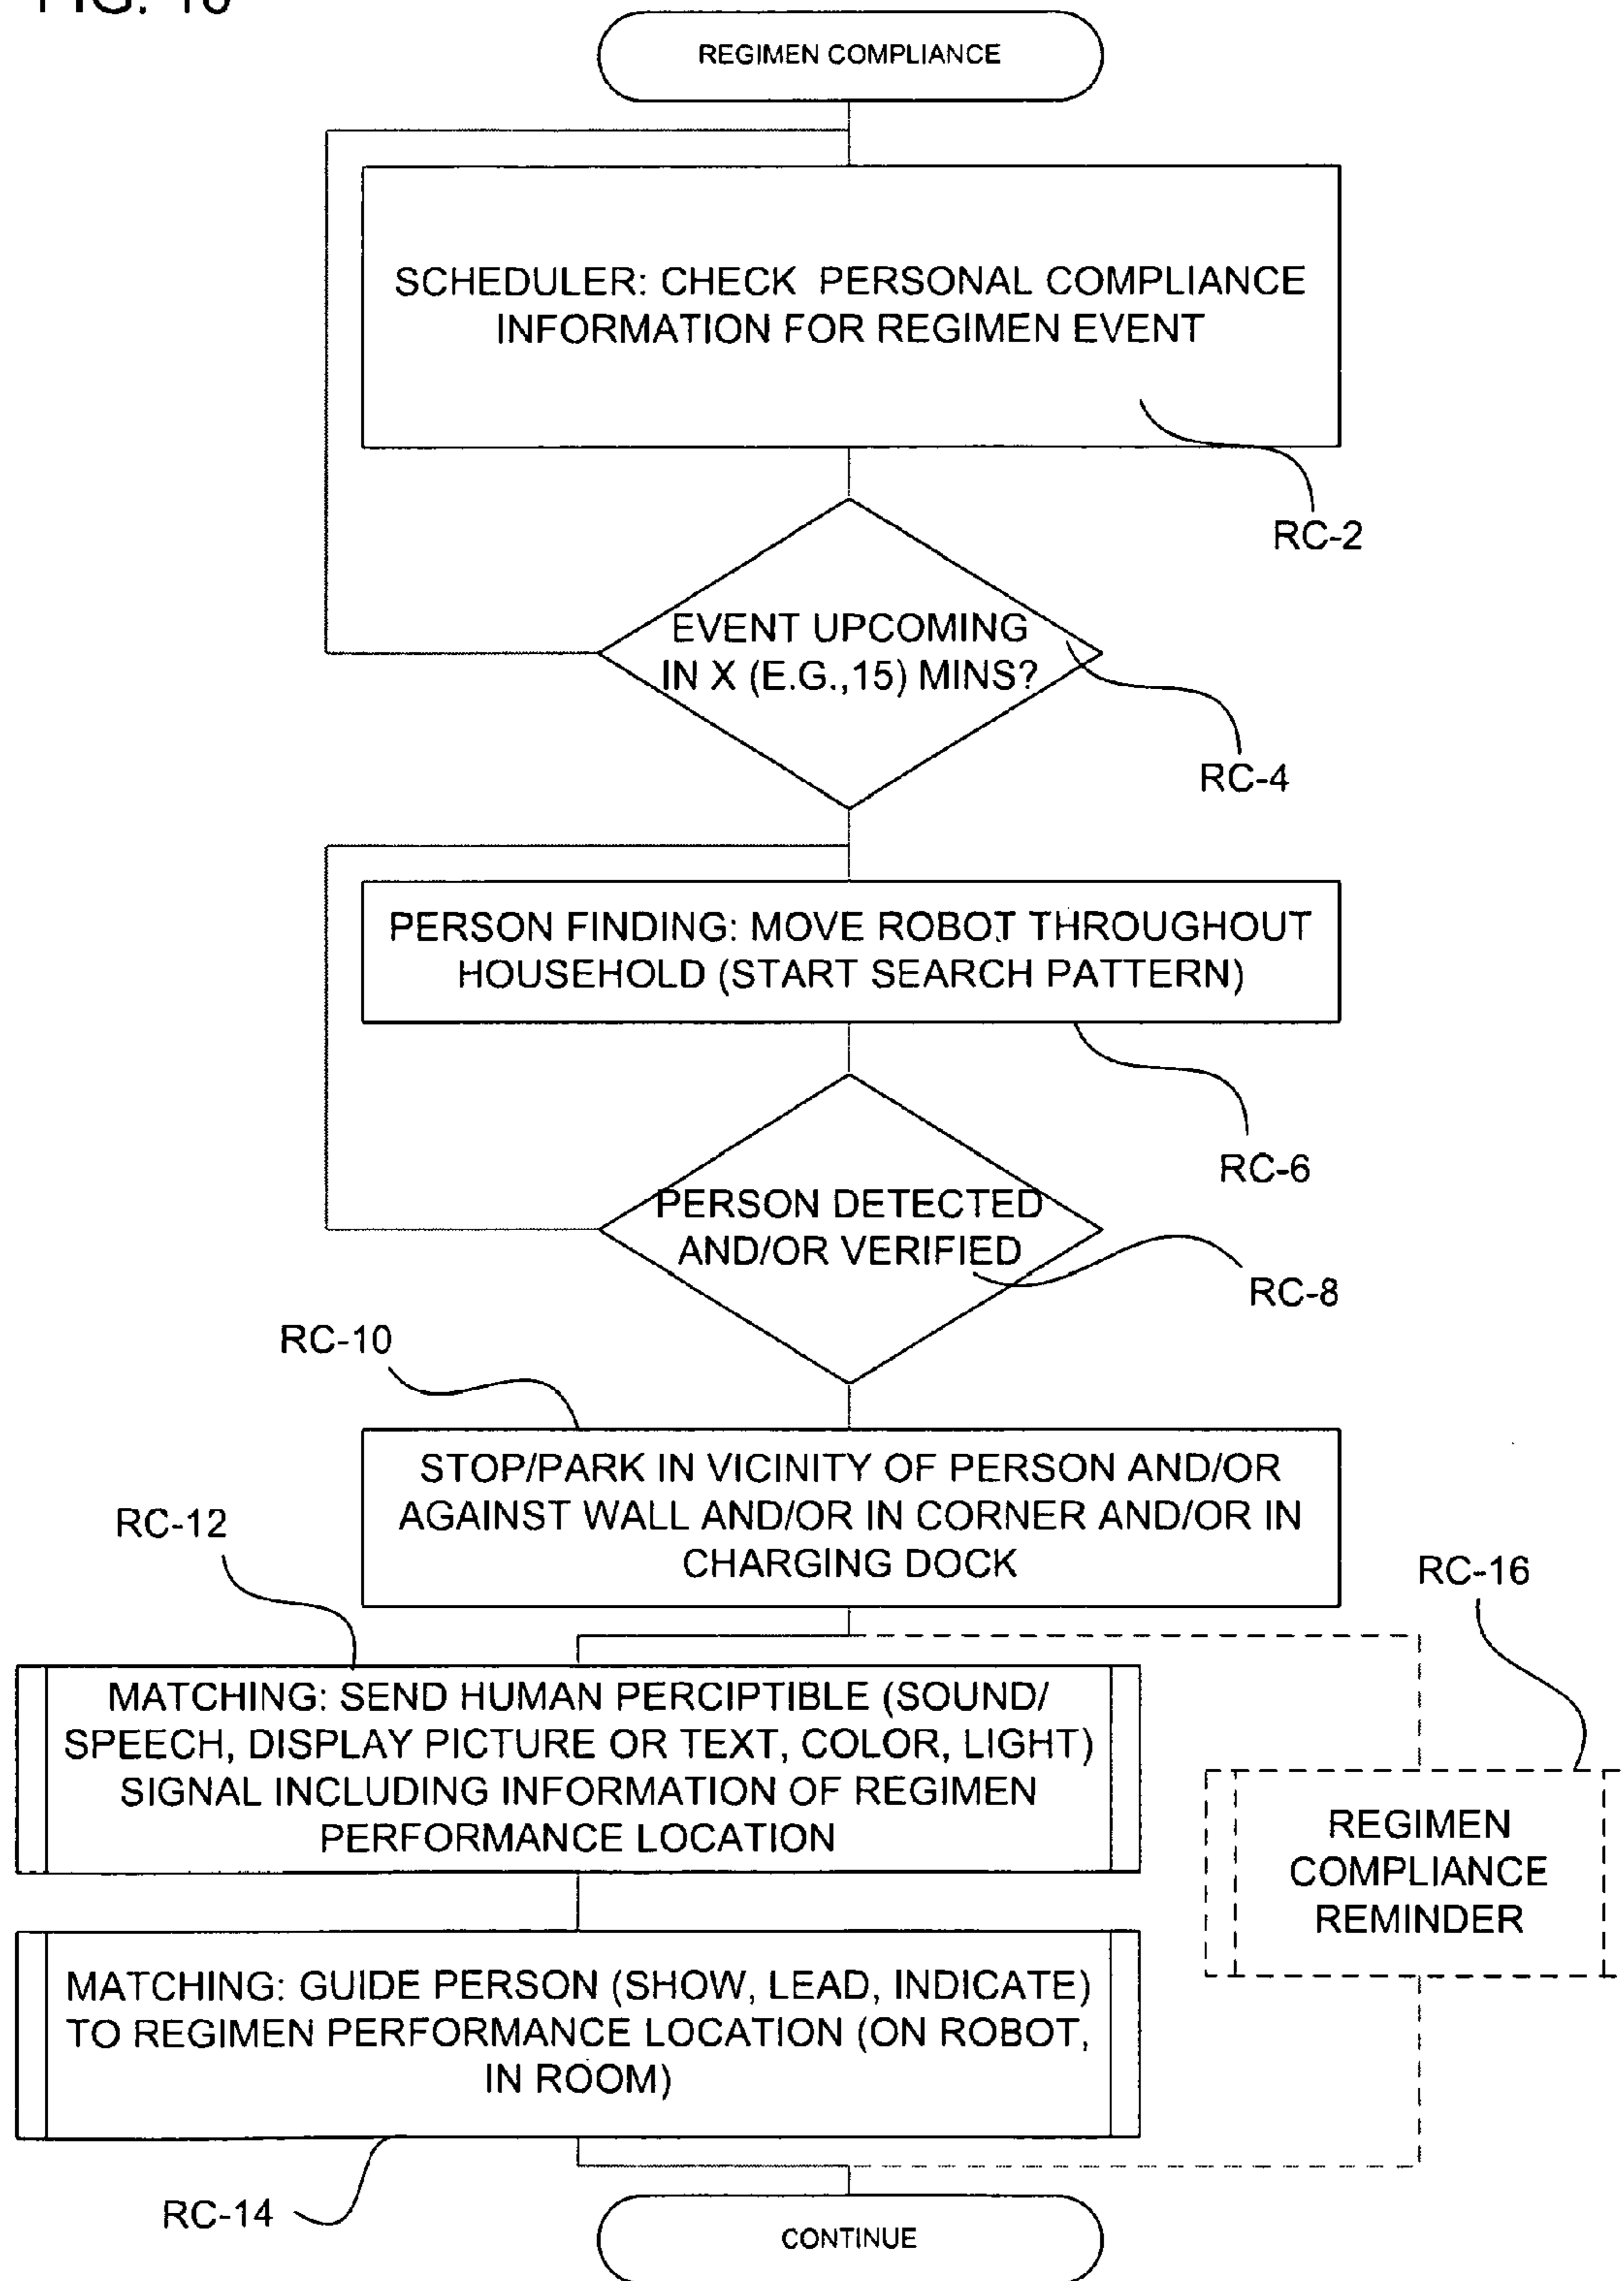 REGIMEN COMPLIANCE
SCHEDULER: CHECK PERSONAL COMPLIANCE
INFORMATION FOR REGIMEN EVENT
RC-2
EVENT UPCOMING
IN X (E.G.,15) MINS?
RC-4
PERSON FINDING: MOVE ROBOT THROUGHOUT
HOUSEHOLD (START SEARCH PATTERN)
RC-6
PERSON DETECTED
AND/OR VERIFIED
RC-8
RC-10
STOP/PARK IN VICINITY OF PERSON AND/OR
AGAINST WALL AND/OR IN CORNER AND/OR IN
CHARGING DOCK
RC-12
RC-16
MATCHING: SEND HUMAN PERCIPTIBLE (SOUND/
SPEECH, DISPLAY PICTURE OR TEXT, COLOR, LIGHT)
SIGNAL INCLUDING INFORMATION OF REGIMEN
PERFORMANCE LOCATION
REGIMEN
COMPLIANCE
REMINDER
MATCHING: GUIDE PERSON (SHOW, LEAD, INDICATE)
TO REGIMEN PERFORMANCE LOCATION (ON ROBOT,
IN ROOM)
RC-14
CONTINUE